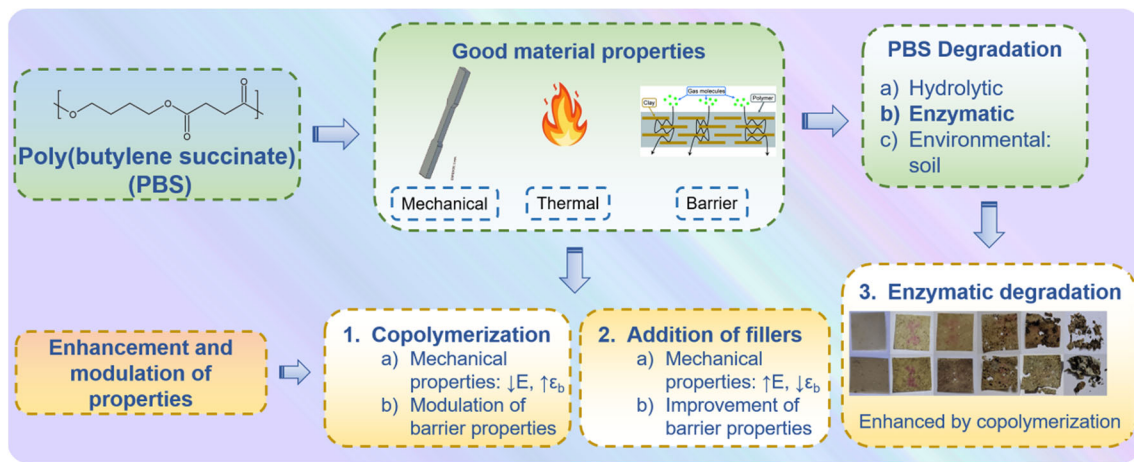 Good material properties
Gas molecules
Clay
Polymer
Mechanical
Thermal
Barrier
O
O
O
O
Poly(butylene succinate)
(PBS)
PBS Degradation
a) Hydrolytic
b) Enzymatic
c) Environmental:
soil
Enhancement and
modulation of
properties
1. Copolymerization
a) Mechanical
properties: ↓E, ↑εb
b) Modulation of
barrier properties
2. Addition of fillers
a) Mechanical
properties: ↑E, ↓εb
b) Improvement of
barrier properties
3. Enzymatic degradation
Enhanced by copolymerization